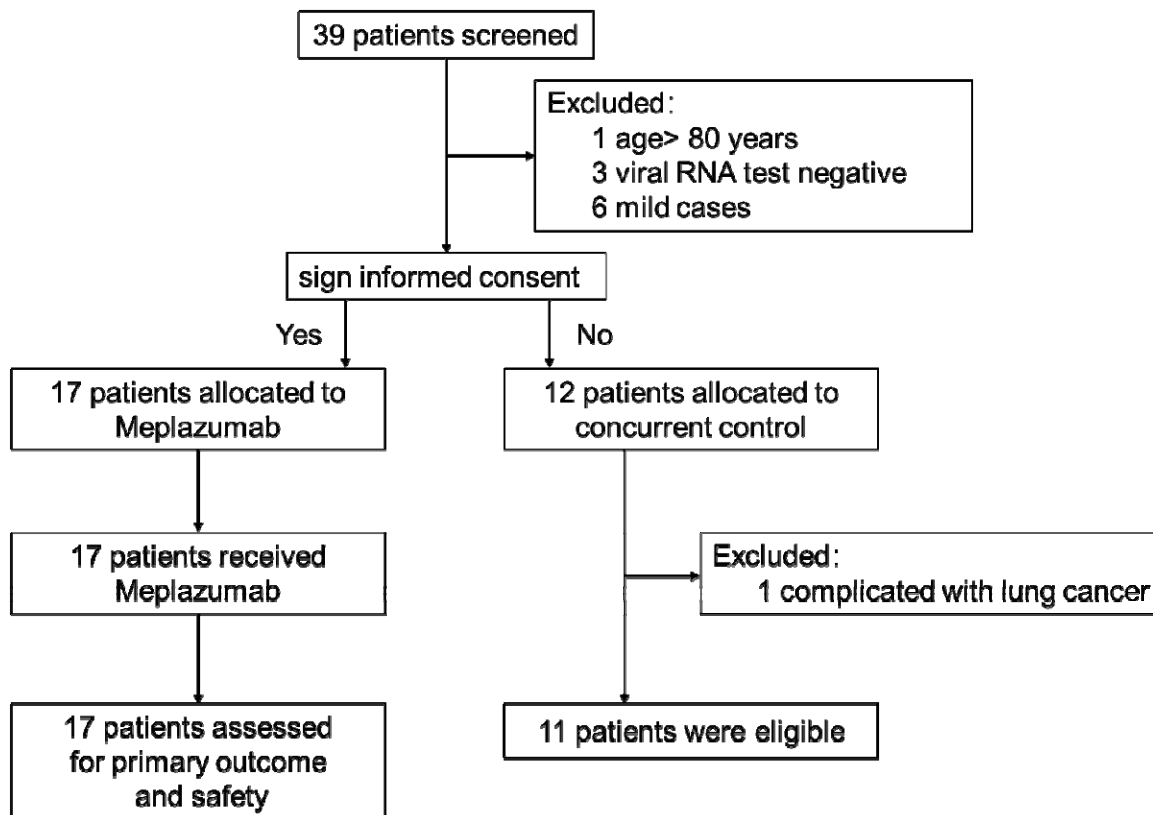 39 patients screened
Excluded:
1 age> 80 years
3 viral RNA test negative
6 mild cases
sign informed consent
Yes
No
17 patients allocated to
Meplazumab
12 patients allocated to
concurrent control
17 patients received
Meplazumab
Excluded:
1 complicated with lung cancer
17 patients assessed
for primary outcome
and safety
11 patients were eligible